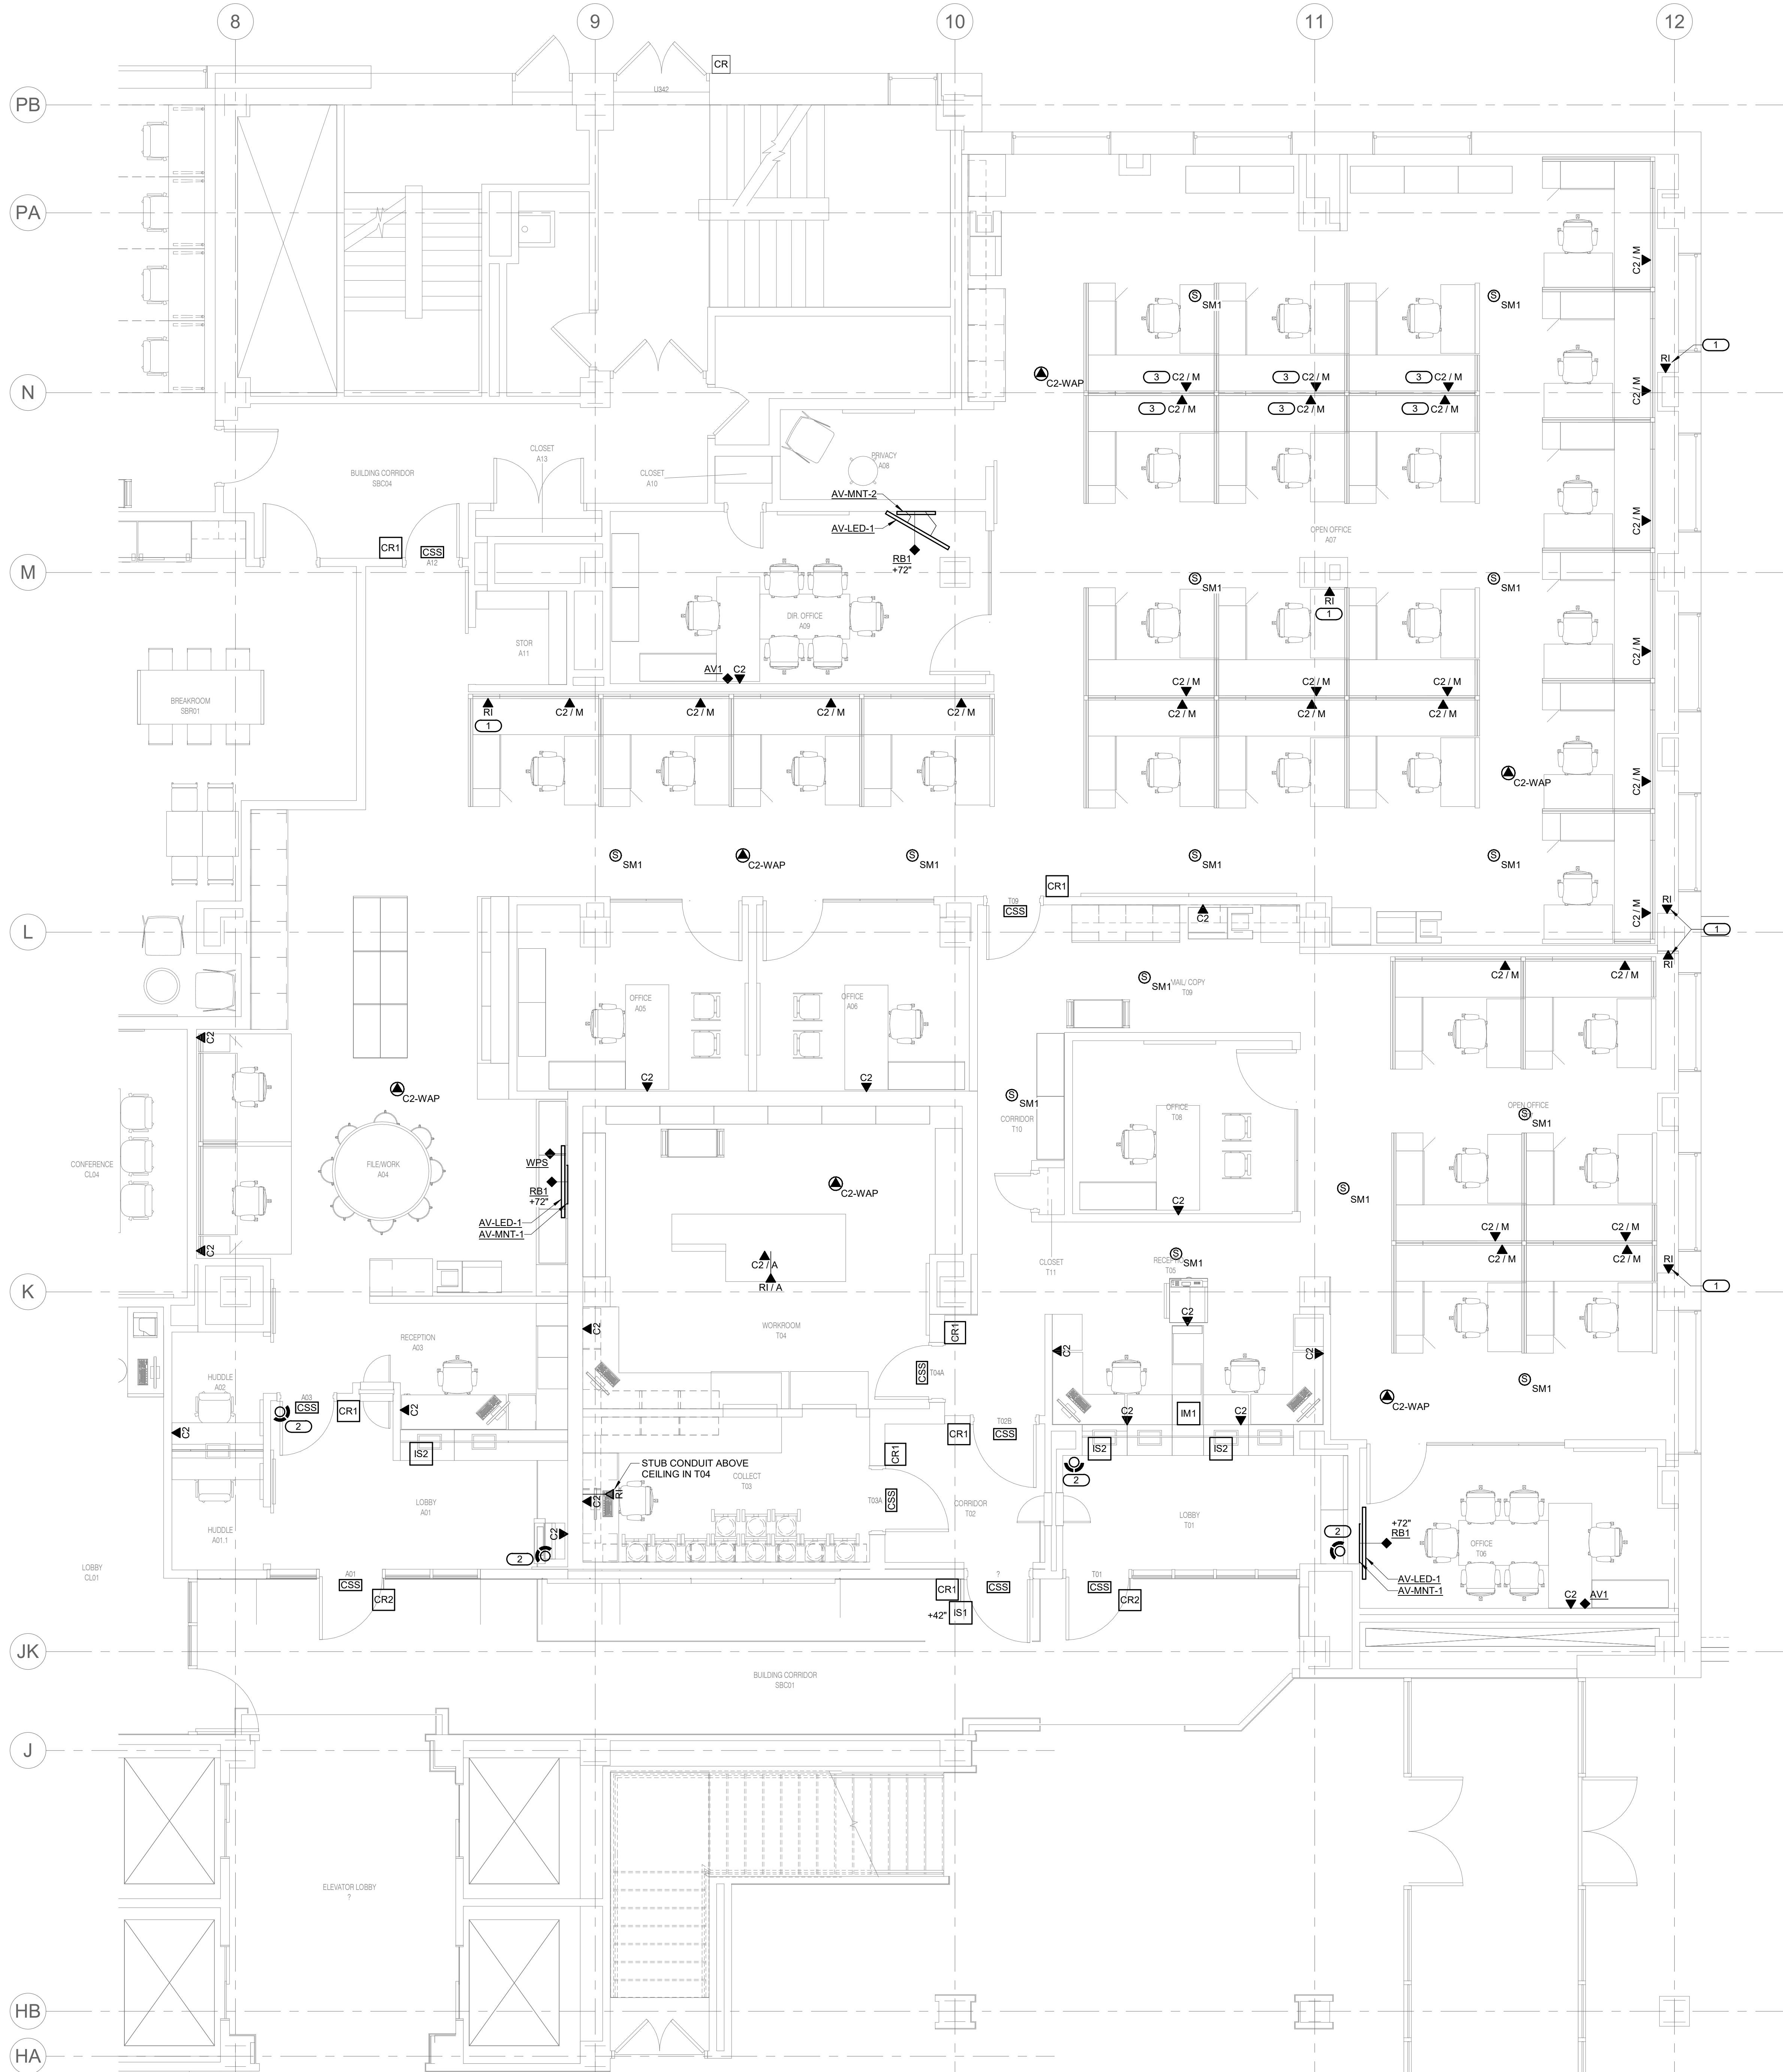 8
9
10
11
12
PB
CR
U342
PA
C2 / M
SM1
SM1
RI
1
C2-WAP
3 C2 / M
3 C2 / M
3 C2 / M
N
C2 / M
3 C2 / M
3 C2 / M
3 C2 / M
CLOSET
A13
PRIVACY
A08
BUILDING CORRIDOR
SBC04
CLOSET
A10
AV-MNT-2
AV-LED-1
C2 / M
OPEN OFFICE
A07
CR1
CSS
A12
RB1
+72"
M
SM1
SM1
RI
1
DIR. OFFICE
A09
STOR
A11
C2 / M
AV1
C2
C2 / M
C2 / M
C2 / M
BREAKROOM
SBR01
RI
1
C2 / M
C2 / M
C2 / M
C2 / M
C2 / M
C2 / M
C2 / M
C2 / M
C2-WAP
SM1
C2-WAP
SM1
SM1
SM1
CR1
T09
CSS
C2
C2 / M
RI
1
L
RI
C2 / M
C2 / M
SM1
MAIL/ COPY
T09
OFFICE
A05
OFFICE
A06
C2
C2
C2
C2-WAP
SM1
CORRIDOR
T10
OFFICE
T08
OPEN OFFICE
SM1
CONFERENCE
CL04
FILE/WORK
A04
WPS
RB1
+72"
C2-WAP
SM1
AV-LED-1
AV-MNT-1
C2
C2
C2 / M
C2 / M
C2 / M
C2 / M
C2 / A
RI / A
CLOSET
T11
RECEPTION
T05
SM1
RI
1
K
C2
WORKROOM
T04
CR1
C2
C2
C2
RECEPTION
A03
CSS
T04A
HUDDLE
A02
A03
CSS
2
CR1
C2
C2
IM1
C2
C2
SM1
C2-WAP
IS2
CR1
CR1
T02B
CSS
IS2
IS2
2
STUB CONDUIT ABOVE
CEILING IN T04
COLLECT
T03
C2
RI
T03A
CSS
LOBBY
A01
CORRIDOR
T02
LOBBY
T01
HUDDLE
A01.1
C2
2
2
+72"
RB1
OFFICE
T06
LOBBY
CL01
A01
CSS
CR2
CR1
IS1
+42"
?
CSS
T01
CSS
CR2
AV-LED-1
AV-MNT-1
C2
AV1
JK
BUILDING CORRIDOR
SBC01
J
ELEVATOR LOBBY
?
HB
HA